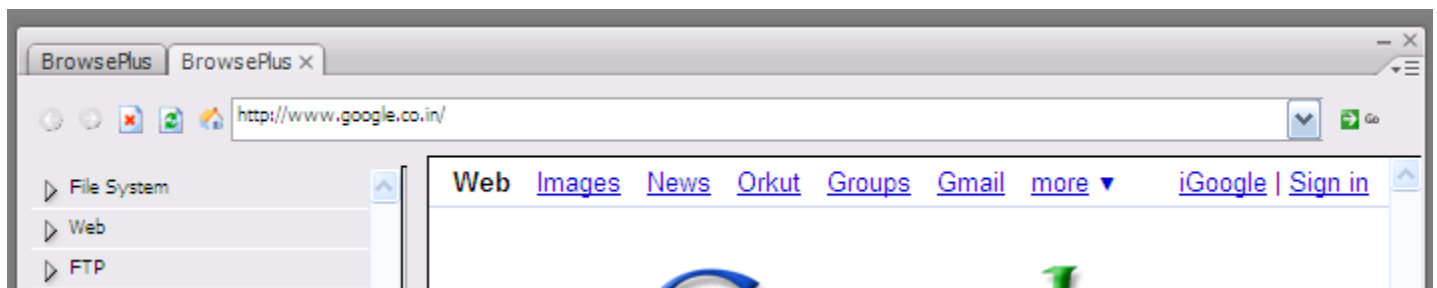 BrowsePlus BrowsePlus
http://www.google.co.in/ Go
File System
Web
FTP
Web Images News Orkut Groups Gmail more ▼ iGoogle | Sign in